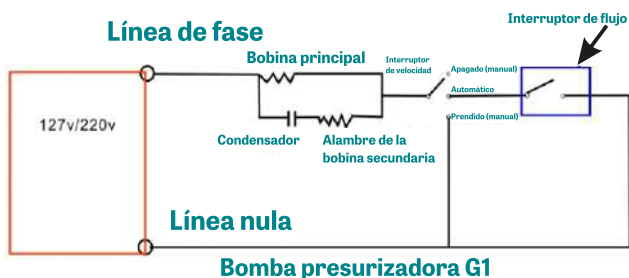 Interruptor de flujo
Línea de fase
Bobina principal
Interruptor
de velocidad
Apagado (manual)
Automático
Prendido (manual)
127v/220v
Condensador
Alambre de la
bobina secundaria
Línea nula
Bomba presurizadora G1